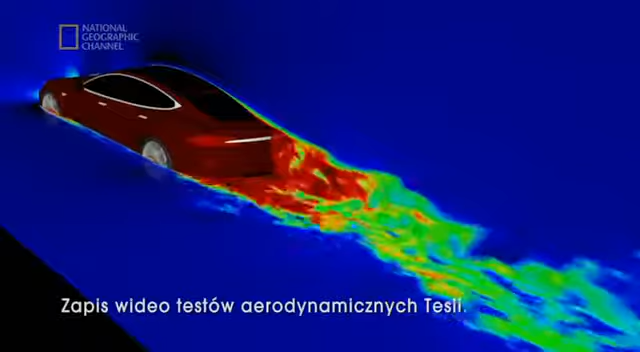 NATIONAL
GEOGRAPHIC
CHANNEL
Zapis wideo testów aerodynamicznych Tesli.